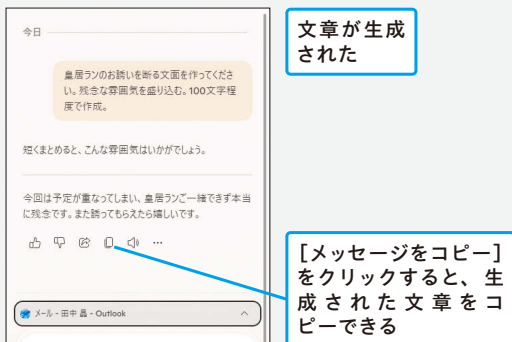 今日
皇居ランのお誘いを断る文面を作ってくださ
い。残念な雰囲気を盛り込む。100文字程
度で作成。
短くまとめると、こんな雰囲気はいかがでしょう。
今回は予定が重なってしまい、皇居ランご一緒できず本当
に残念です。また誘ってもらえたら嬉しいです。
メール - 田中 晶 - Outlook
文章が生成
された
[メッセージをコピー]
をクリックすると、生
成された文章をコ
ピーできる